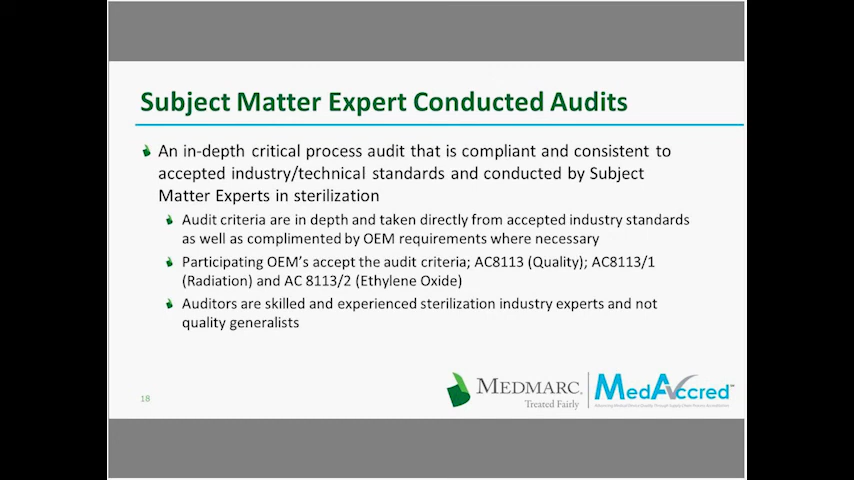 Subject Matter Expert Conducted Audits
An in-depth critical process audit that is compliant and consistent to
accepted industry/technical standards and conducted by Subject
Matter Experts in sterilization
Audit criteria are in depth and taken directly from accepted industry standards
as well as complimented by OEM requirements where necessary
Participating OEM's accept the audit criteria; AC8113 (Quality); AC8113/1
(Radiation) and AC 8113/2 (Ethylene Oxide)
Auditors are skilled and experienced sterilization industry experts and not
quality generalists
18
MEDMARC®
Treated Fairly
MedAccred™